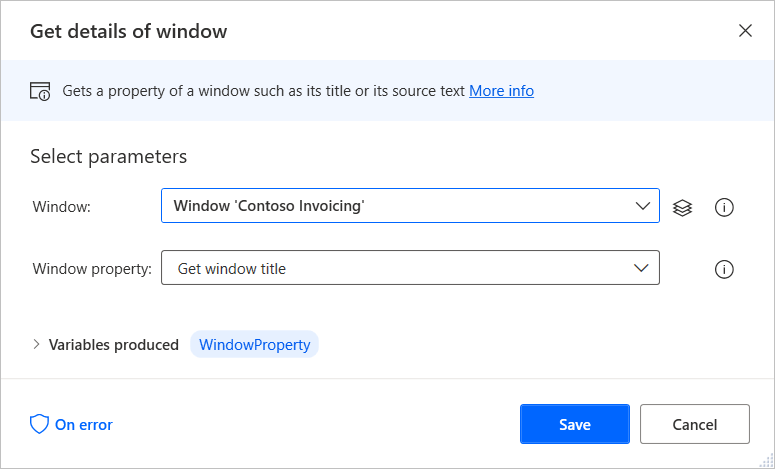 Get details of window
Gets a property of a window such as its title or its source text More info
Select parameters
Window: Window 'Contoso Invoicing'
Window property: Get window title
Variables produced WindowProperty
On error Save Cancel